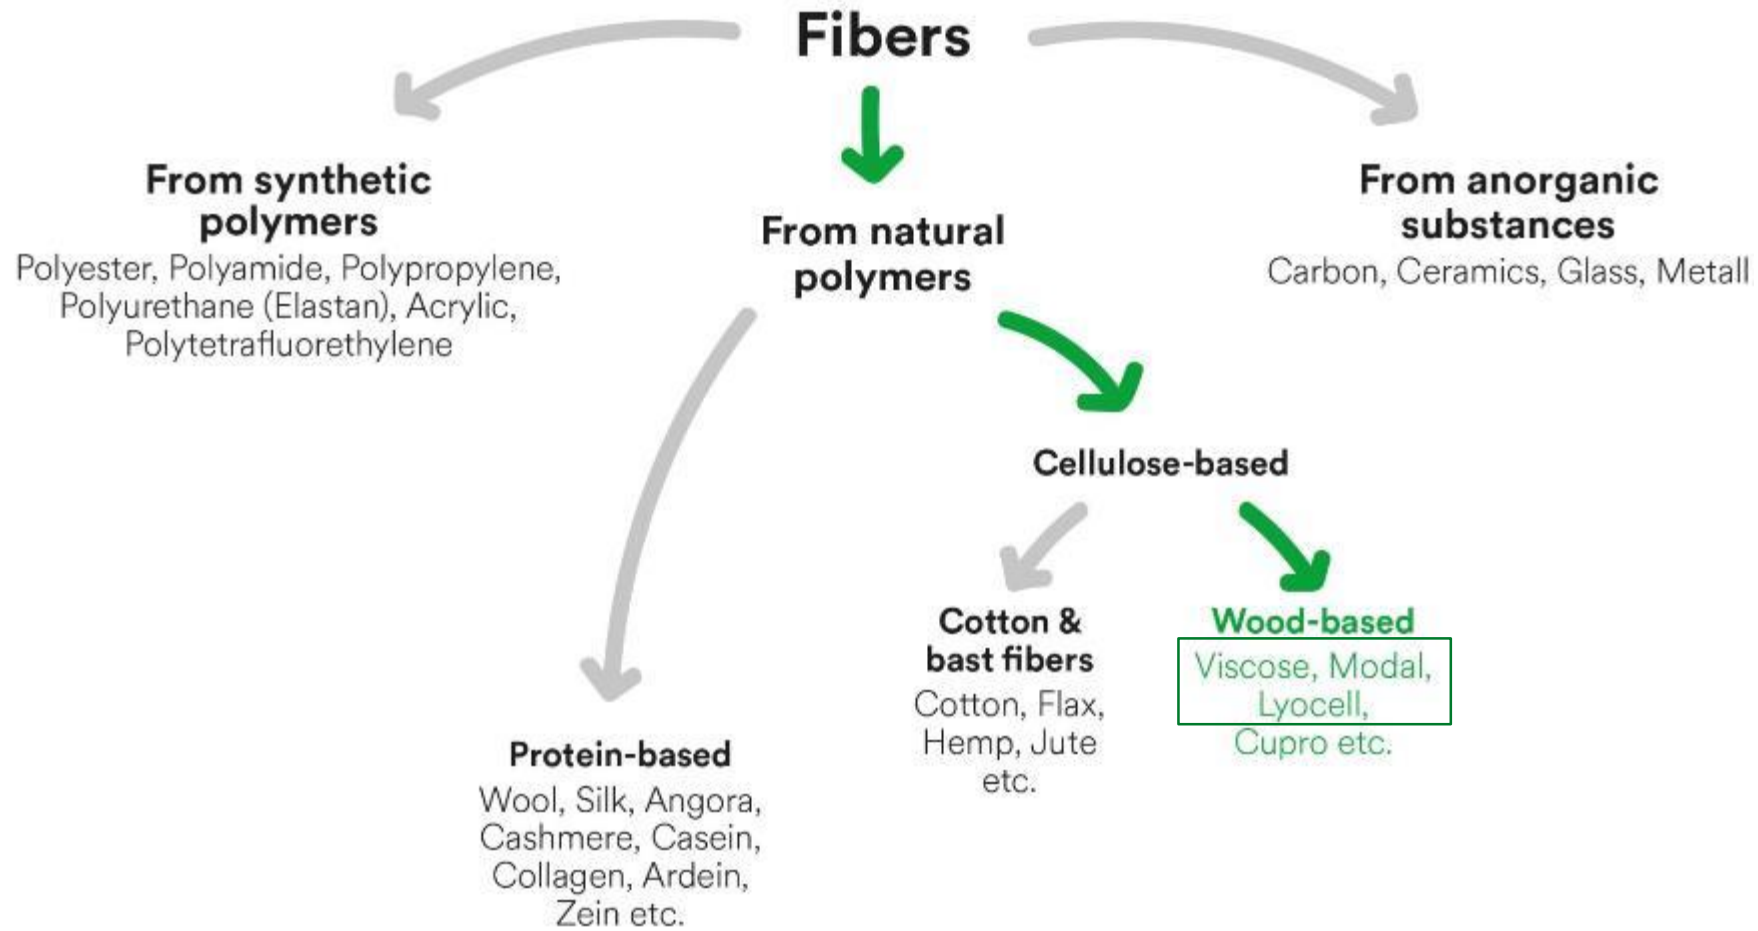 Fibers
From synthetic
polymers
Polyester, Polyamide, Polypropylene,
Polyurethane (Elastan), Acrylic,
Polytetrafluorethylene
From natural
polymers
From anorganic
substances
Carbon, Ceramics, Glass, Metall
Cellulose-based
Cotton &
bast fibers
Cotton, Flax,
Hemp, Jute
etc.
Wood-based
Viscose, Modal,
Lyocell,
Cupro etc.
Protein-based
Wool, Silk, Angora,
Cashmere, Casein,
Collagen, Ardein,
Zein etc.